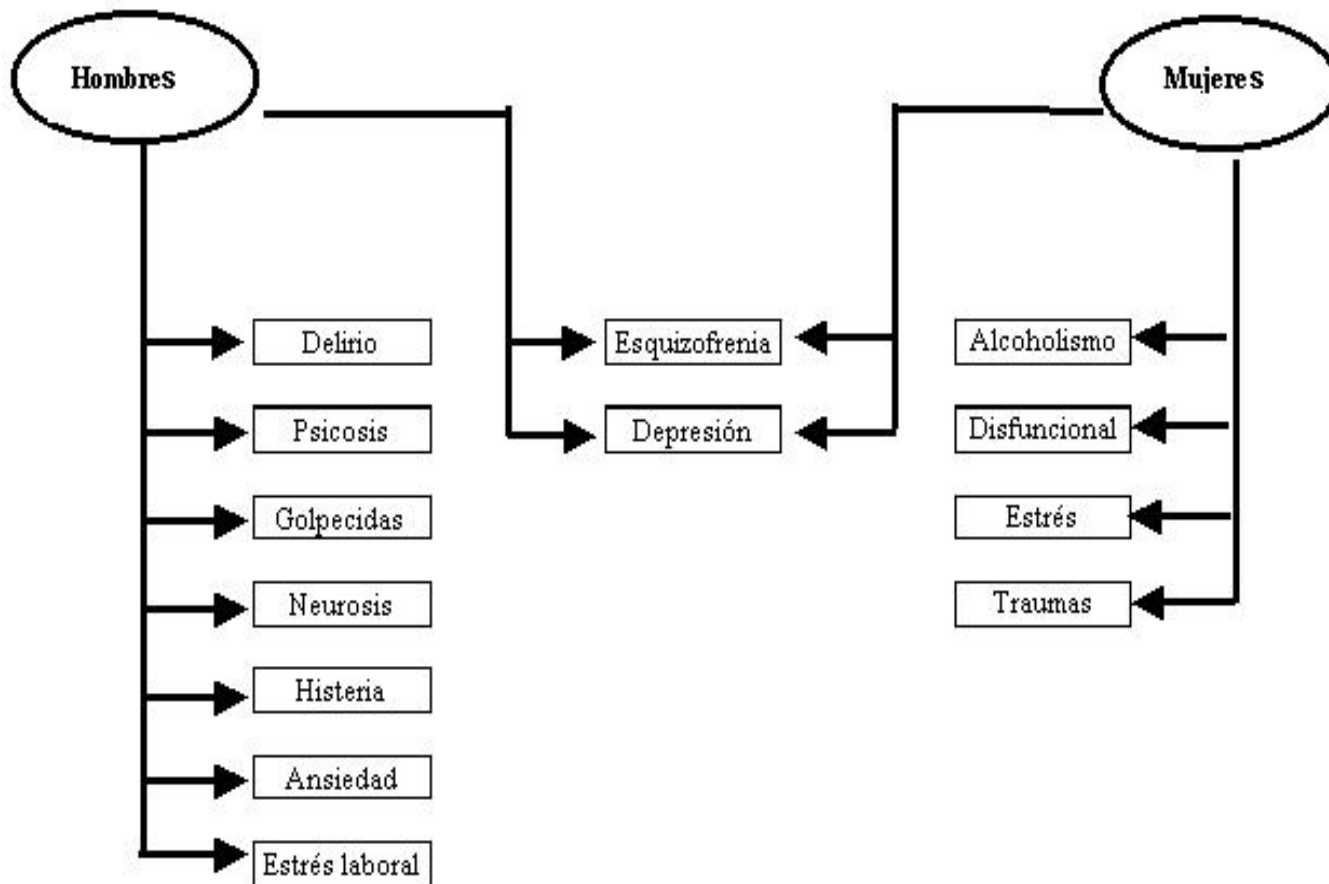 Hombres
Mujeres
Delirio
Esquizofrenia
Alcoholismo
Psicosis
Depresión
Disfuncional
Golpecidas
Estrés
Neurosis
Traumas
Histeria
Ansiedad
Estrés laboral